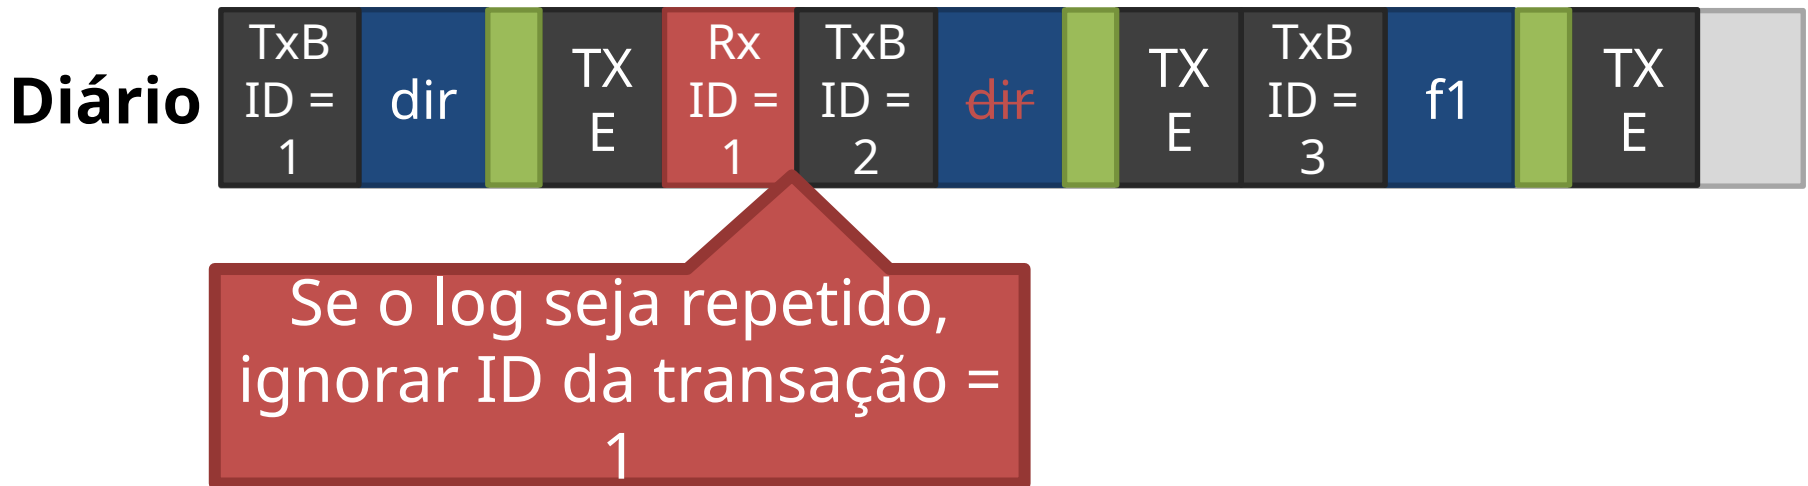 Diário
TxB
ID =
1
dir
TX
E
Rx
ID =
1
TxB
ID =
2
dir
TX
E
TxB
ID =
3
f1
TX
E
Se o log seja repetido,
ignorar ID da transação =
1